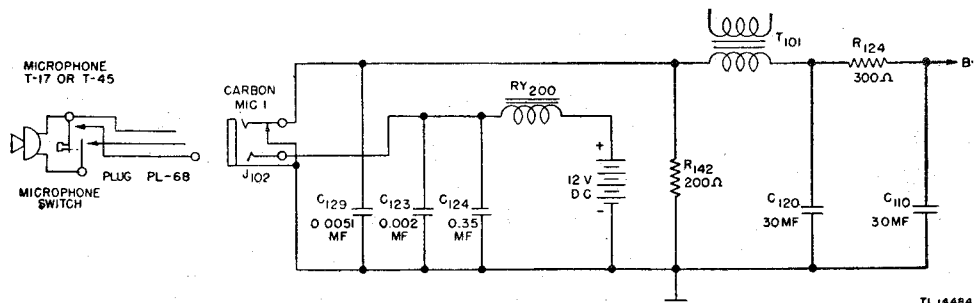 MICROPHONE
T-17 OR T-45
PLUG PL-68
MICROPHONE
SWITCH
CARBON
MIC 1
J102
RY200
12 V
DC
+
-
C129
0.0051
MF
C123
0.002
MF
C124
0.35
MF
R142
200Ω
T101
R124
300Ω
B+
C120
30MF
C110
30MF
TL 14484